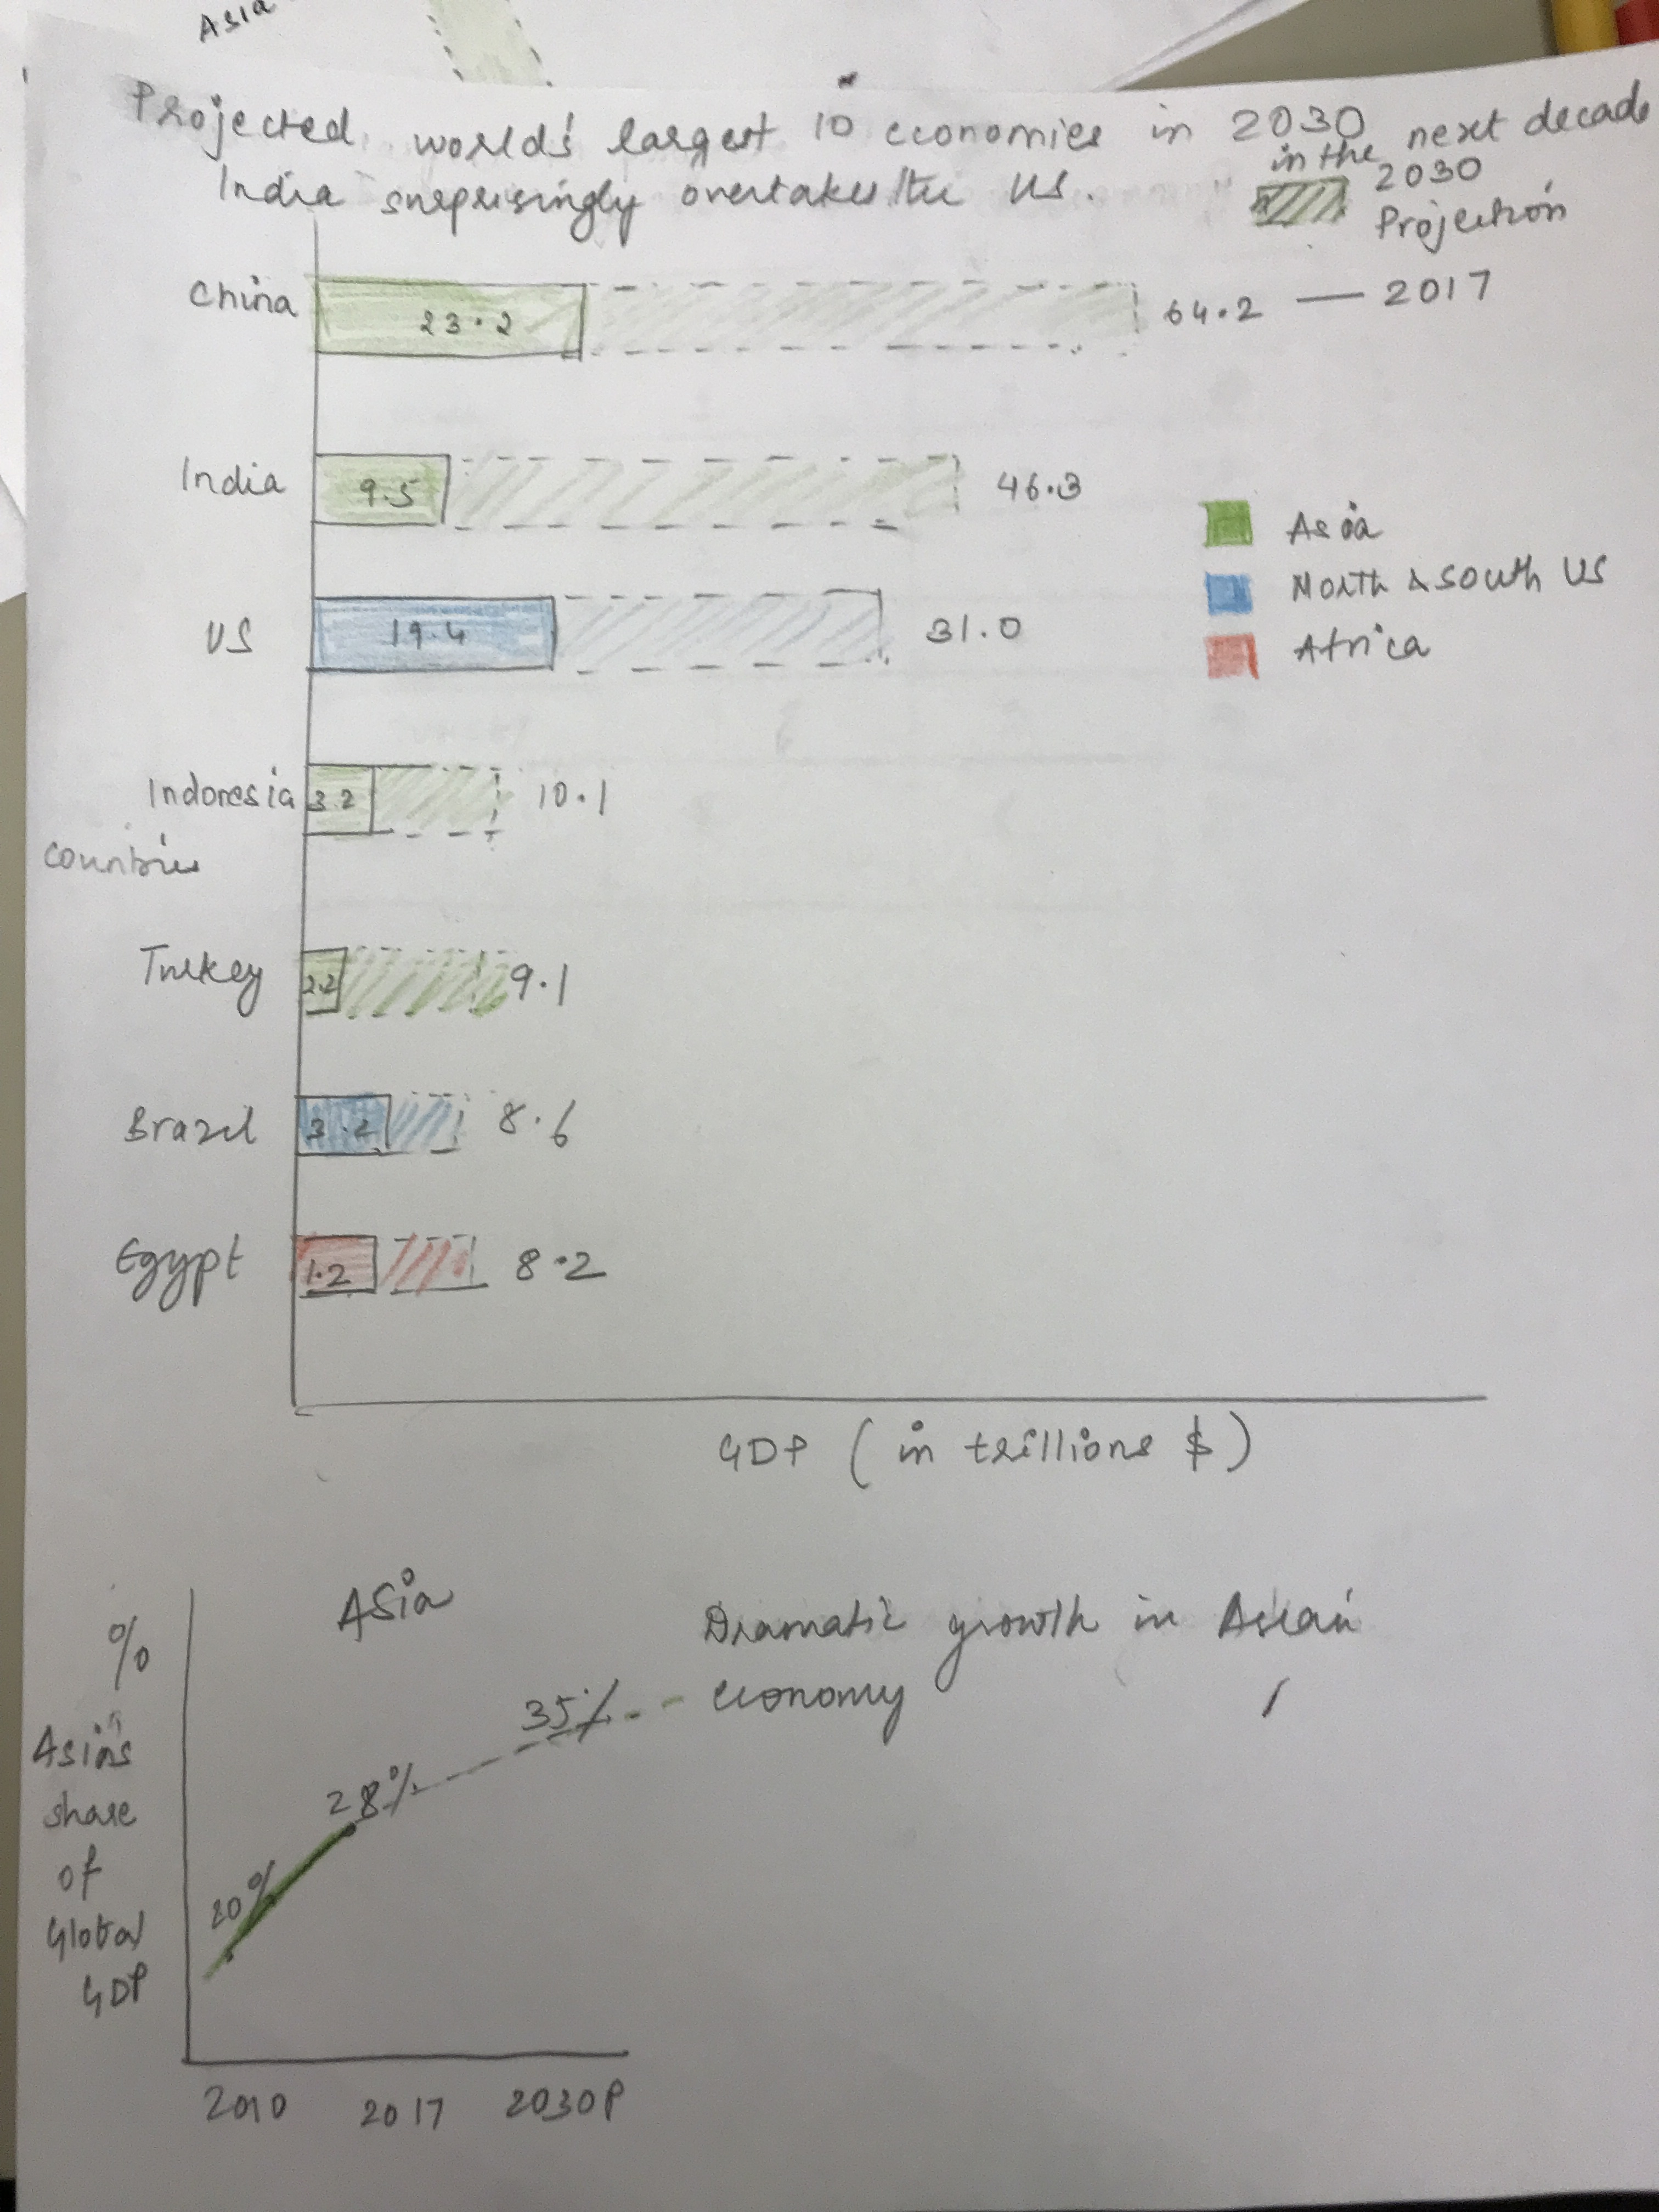 Asia
Projected world's largest 10 economies in 2030 in the next decade
India surprisingly overtakes the US.
2030
Projection
China 23.2 64.2 — 2017
India 9.5 46.3
Asia
North & South US
US 19.4 31.0
Africa
Indonesia 3.2 10.1
countries
Turkey 2.2 9.1
Brazil 3.2 8.6
Egypt 1.2 8.2
GDP (in trillions $)
Asia
Dramatic growth in Asian
economy
%
Asia's
share
of
Global
GDP
20%
28%
35%
2010 2017 2030P